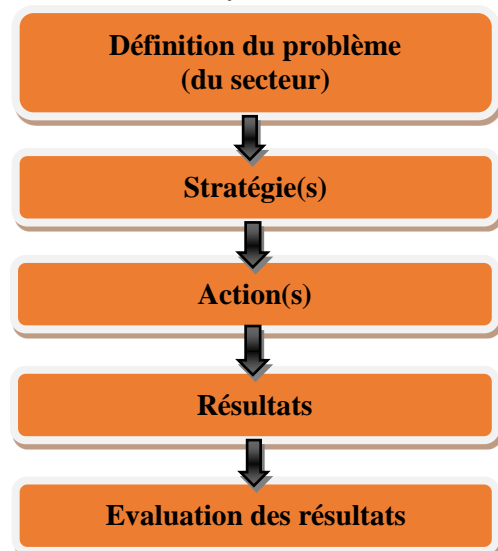 Définition du problème
(du secteur)
Stratégie(s)
Action(s)
Résultats
Evaluation des résultats